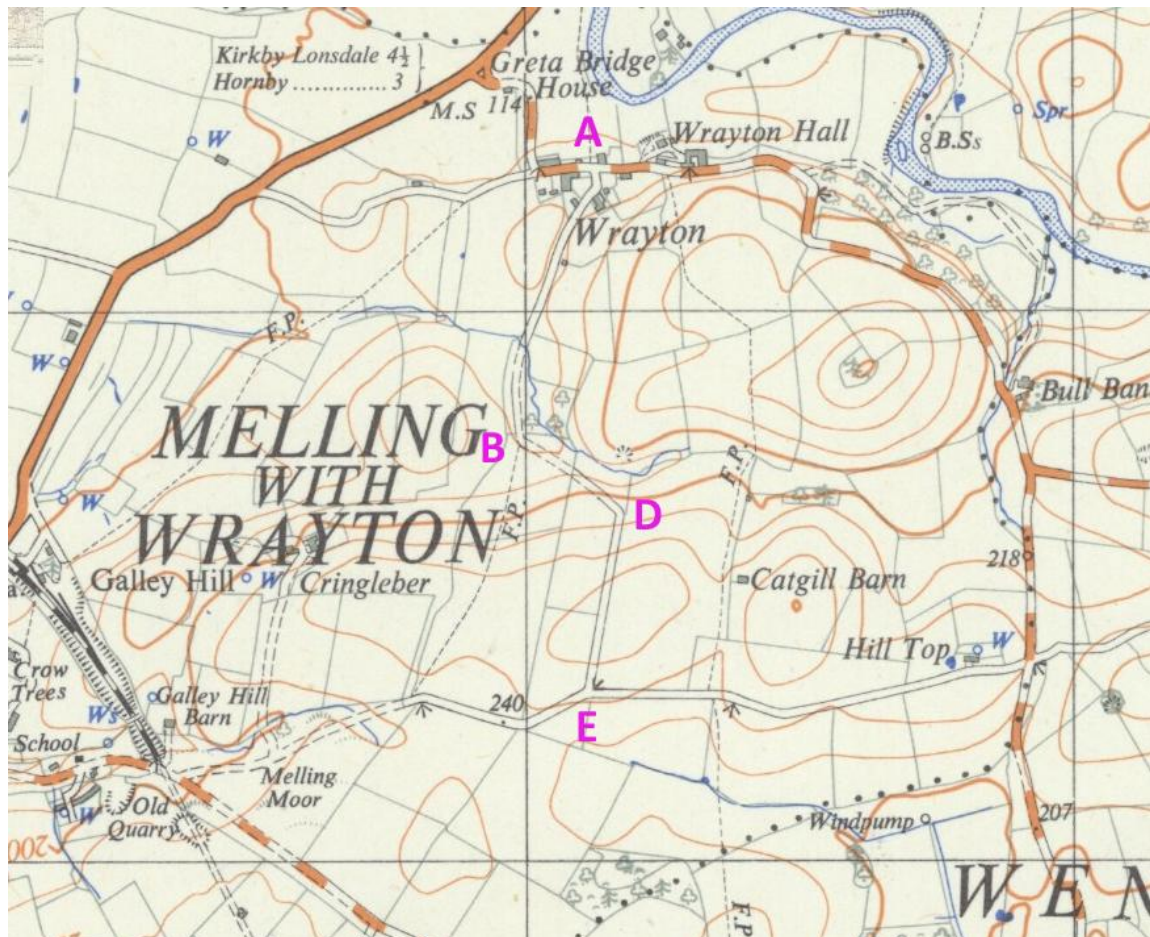 Kirkby Lonsdale 4½
Hornby .............. 3
Greta Bridge
House
M.S
114
A
Wrayton Hall
W
Spr
B.Ss
Wrayton
F.P.
W
Bull Ban
MELLING
WITH
WRAYTON
B
F.P.
F.P.
W
D
Galley Hill
W
Cringleber
Catgill Barn
218
Hill Top
W
Crow
Trees
Galley Hill
Barn
Ws
240
E
School
Melling
Moor
Old
Quarry
W
200
Windpump
207
WEN
F.P.